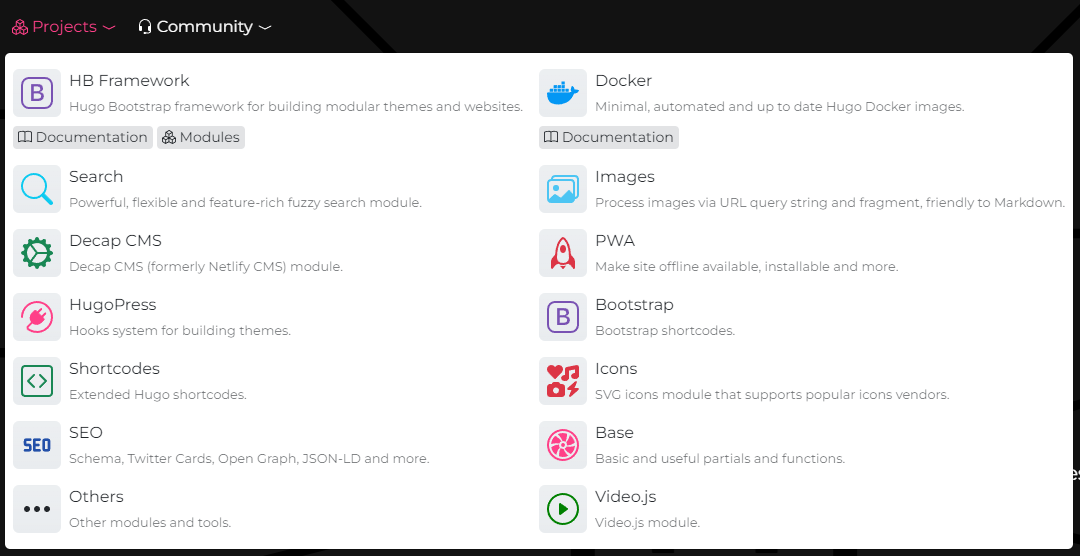 Projects
Community
HB Framework
Hugo Bootstrap framework for building modular themes and websites.
Documentation
Modules
Docker
Minimal, automated and up to date Hugo Docker images.
Documentation
Search
Powerful, flexible and feature-rich fuzzy search module.
Images
Process images via URL query string and fragment, friendly to Markdown.
Decap CMS
Decap CMS (formerly Netlify CMS) module.
PWA
Make site offline available, installable and more.
HugoPress
Hooks system for building themes.
Bootstrap
Bootstrap shortcodes.
Shortcodes
Extended Hugo shortcodes.
Icons
SVG icons module that supports popular icons vendors.
SEO
SEO
Schema, Twitter Cards, Open Graph, JSON-LD and more.
Base
Basic and useful partials and functions.
Others
Other modules and tools.
Video.js
Video.js module.